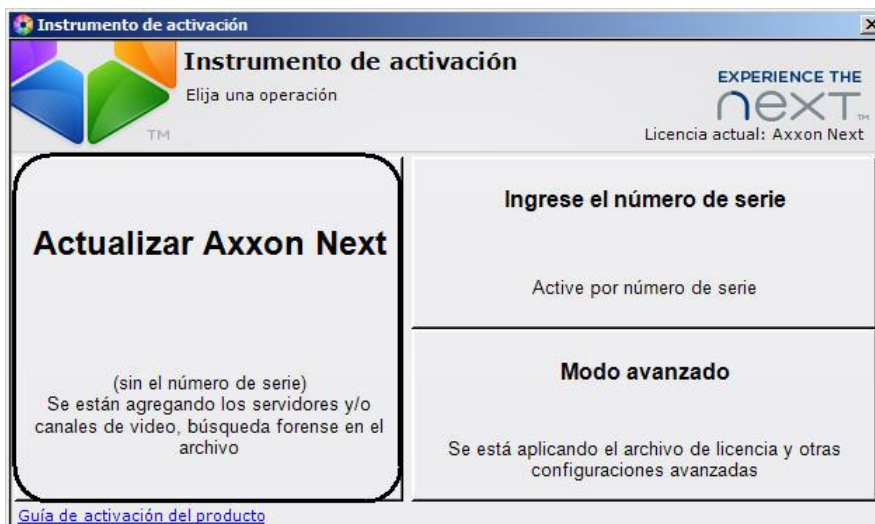 Instrumento de activación
Instrumento de activación
Elija una operación
TM
EXPERIENCE THE
next
TM
Licencia actual: Axxon Next
Actualizar Axxon Next
(sin el número de serie)
Se están agregando los servidores y/o
canales de video, búsqueda forense en el
archivo
Ingrese el número de serie
Active por número de serie
Modo avanzado
Se está aplicando el archivo de licencia y otras
configuraciones avanzadas
Guía de activación del producto